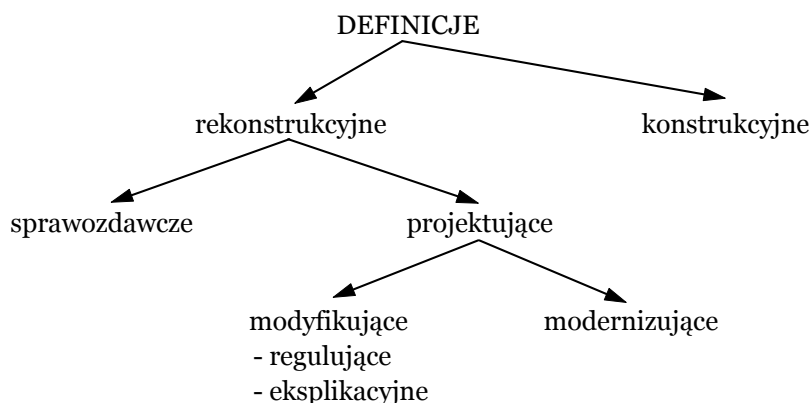 DEFINICJE
rekonstrukcyjne konstrukcyjne
sprawozdawcze projektujące
modyfikujące modernizujące
- regulujące
- eksplikacyjne